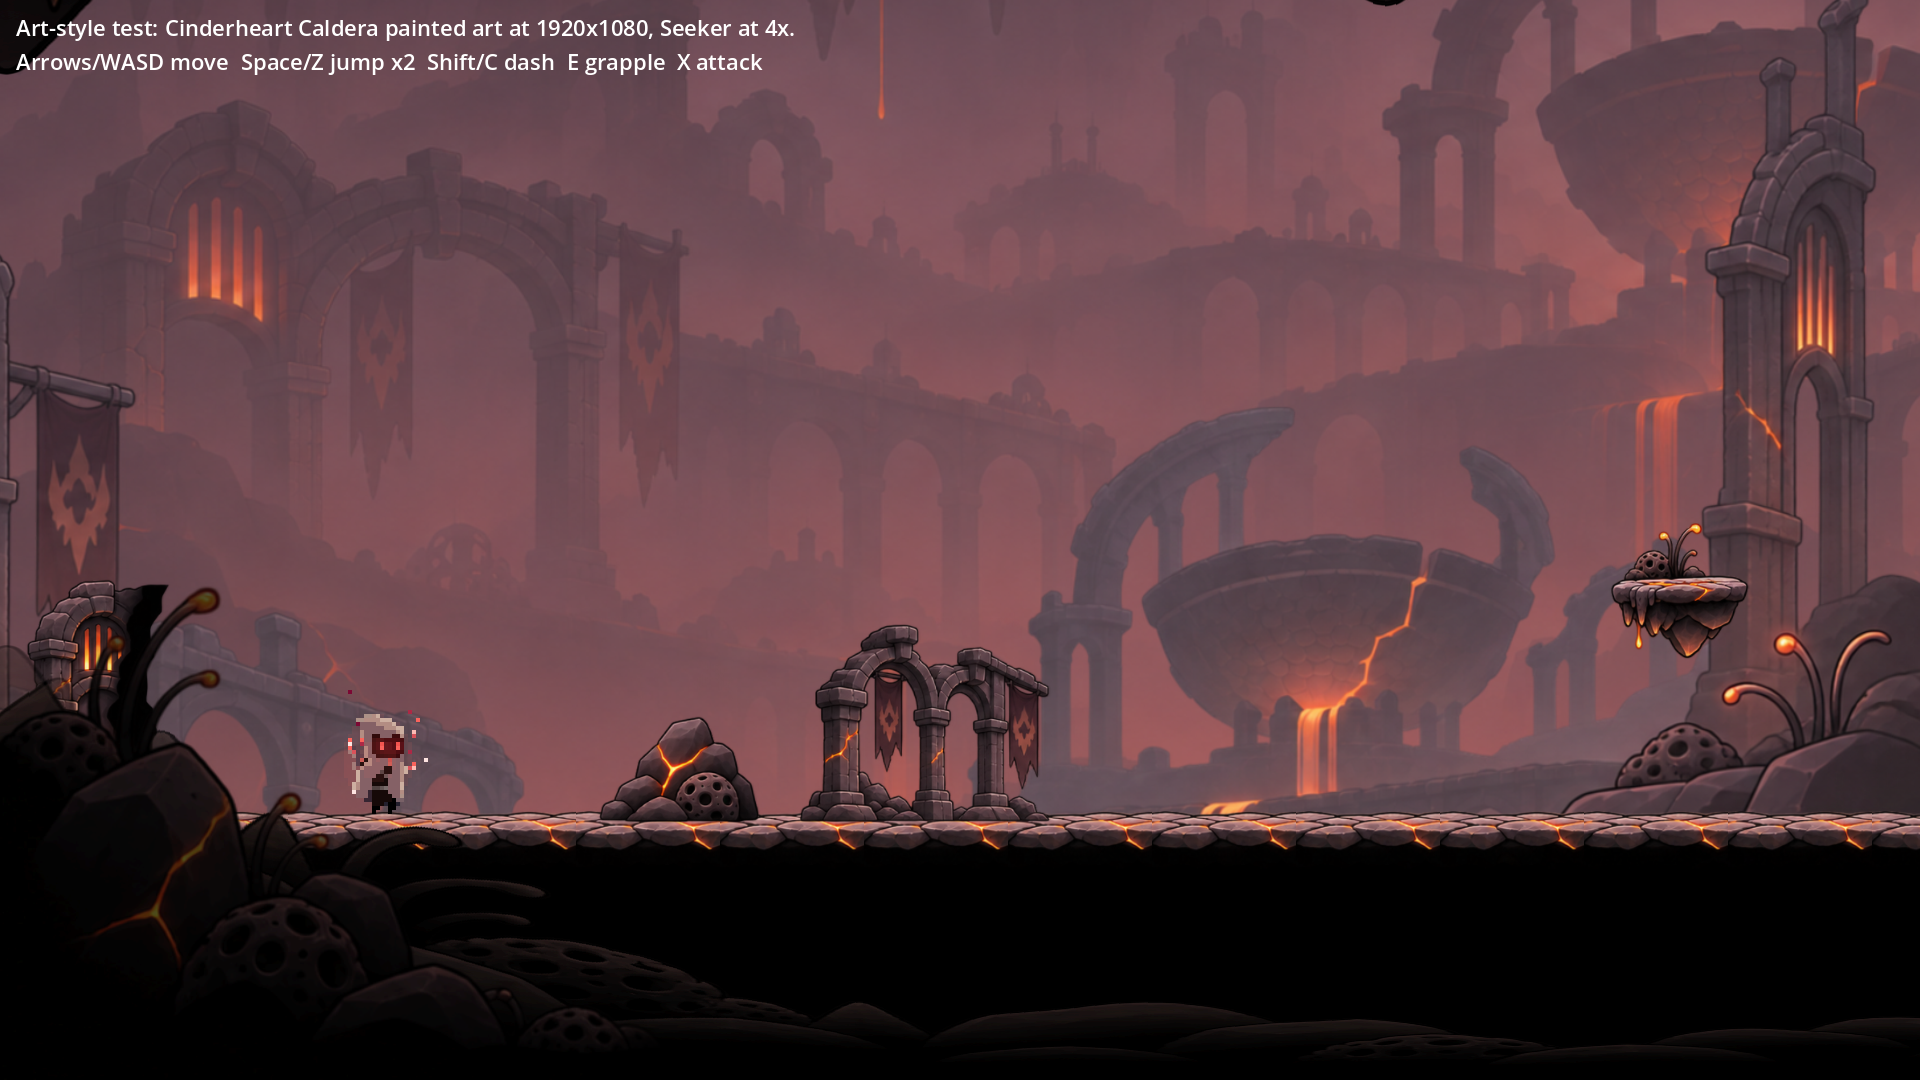 Art-style test: Cinderheart Caldera painted art at 1920x1080, Seeker at 4x.
Arrows/WASD move  Space/Z jump x2  Shift/C dash  E grapple  X attack